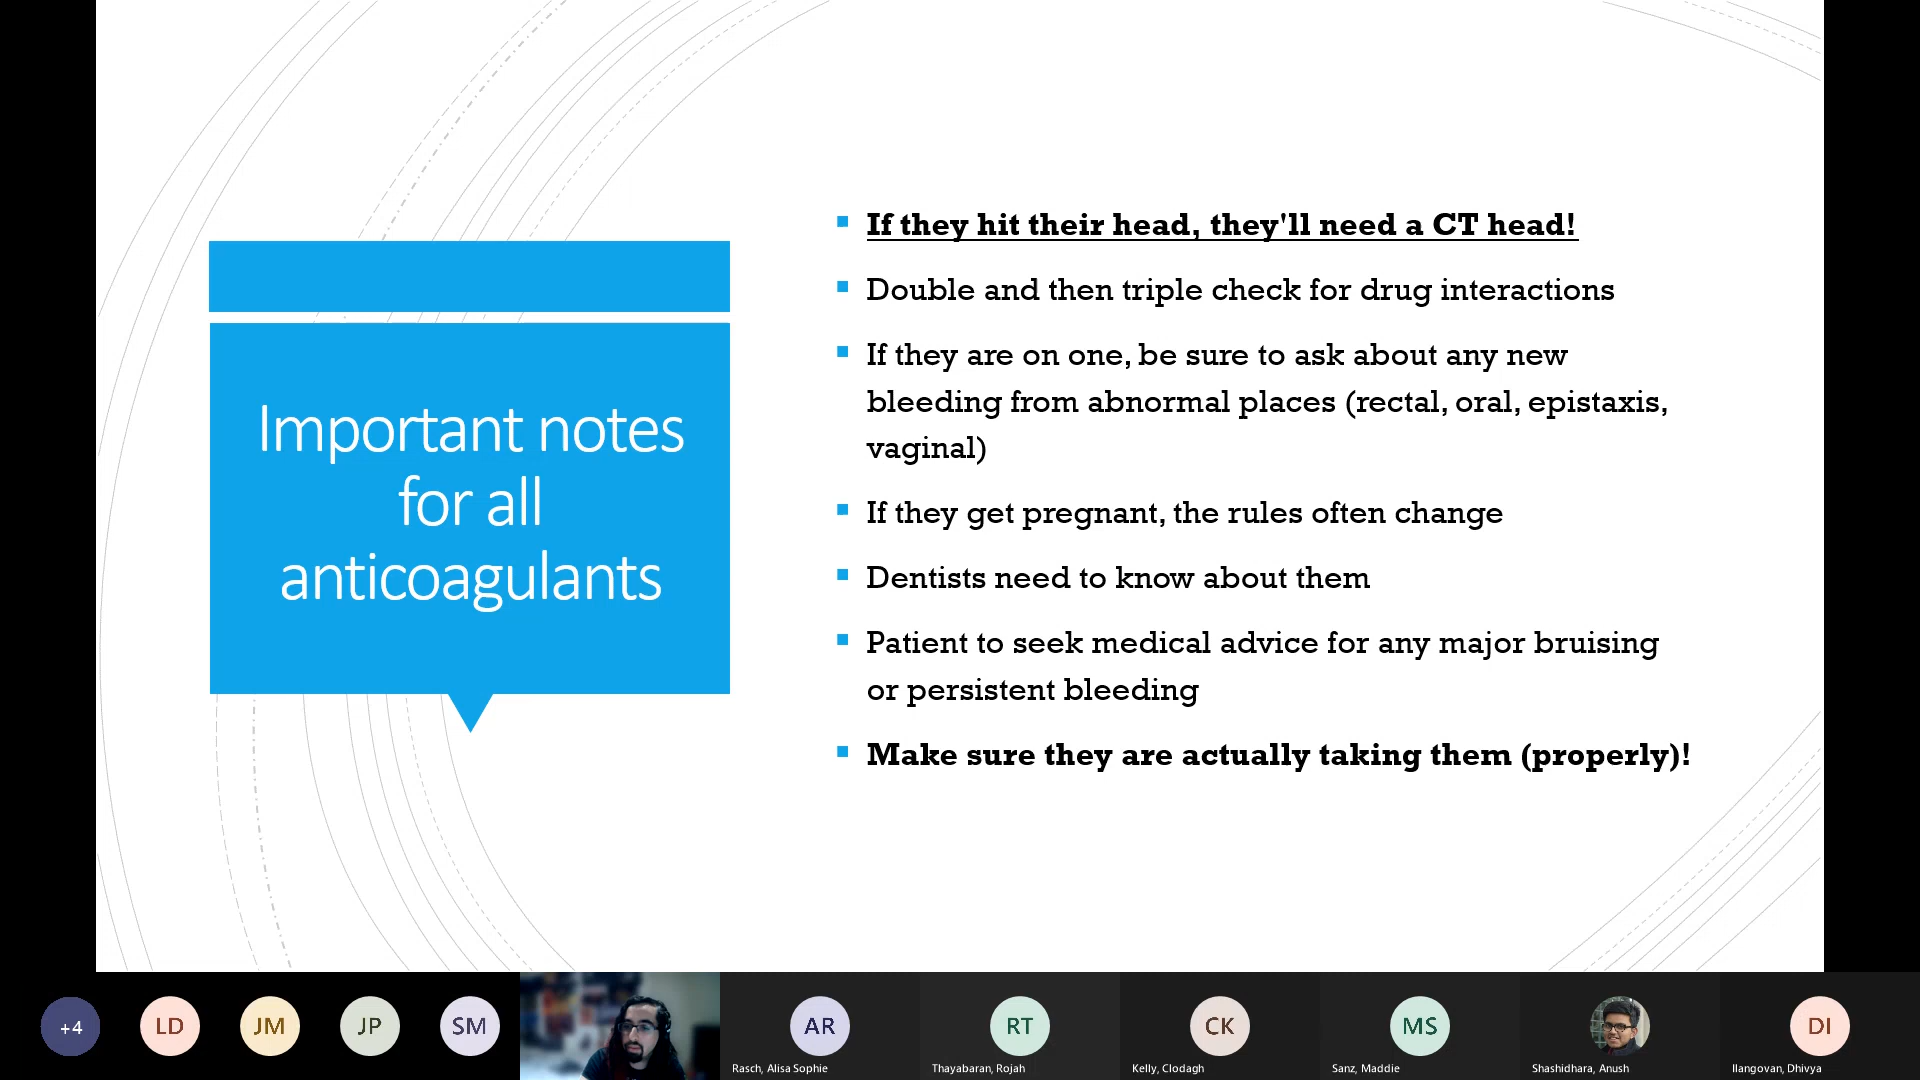 Important notes
for all
anticoagulants
If they hit their head, they'll need a CT head!
Double and then triple check for drug interactions
If they are on one, be sure to ask about any new
bleeding from abnormal places (rectal, oral, epistaxis,
vaginal)
If they get pregnant, the rules often change
Dentists need to know about them
Patient to seek medical advice for any major bruising
or persistent bleeding
Make sure they are actually taking them (properly)!
+4
LD
JM
JP
SM
AR
RT
CK
MS
DI
Rasch, Alisa Sophie
Thayabaran, Rojah
Kelly, Clodagh
Sanz, Maddie
Shashidhara, Anush
Ilangovan, Dhivya